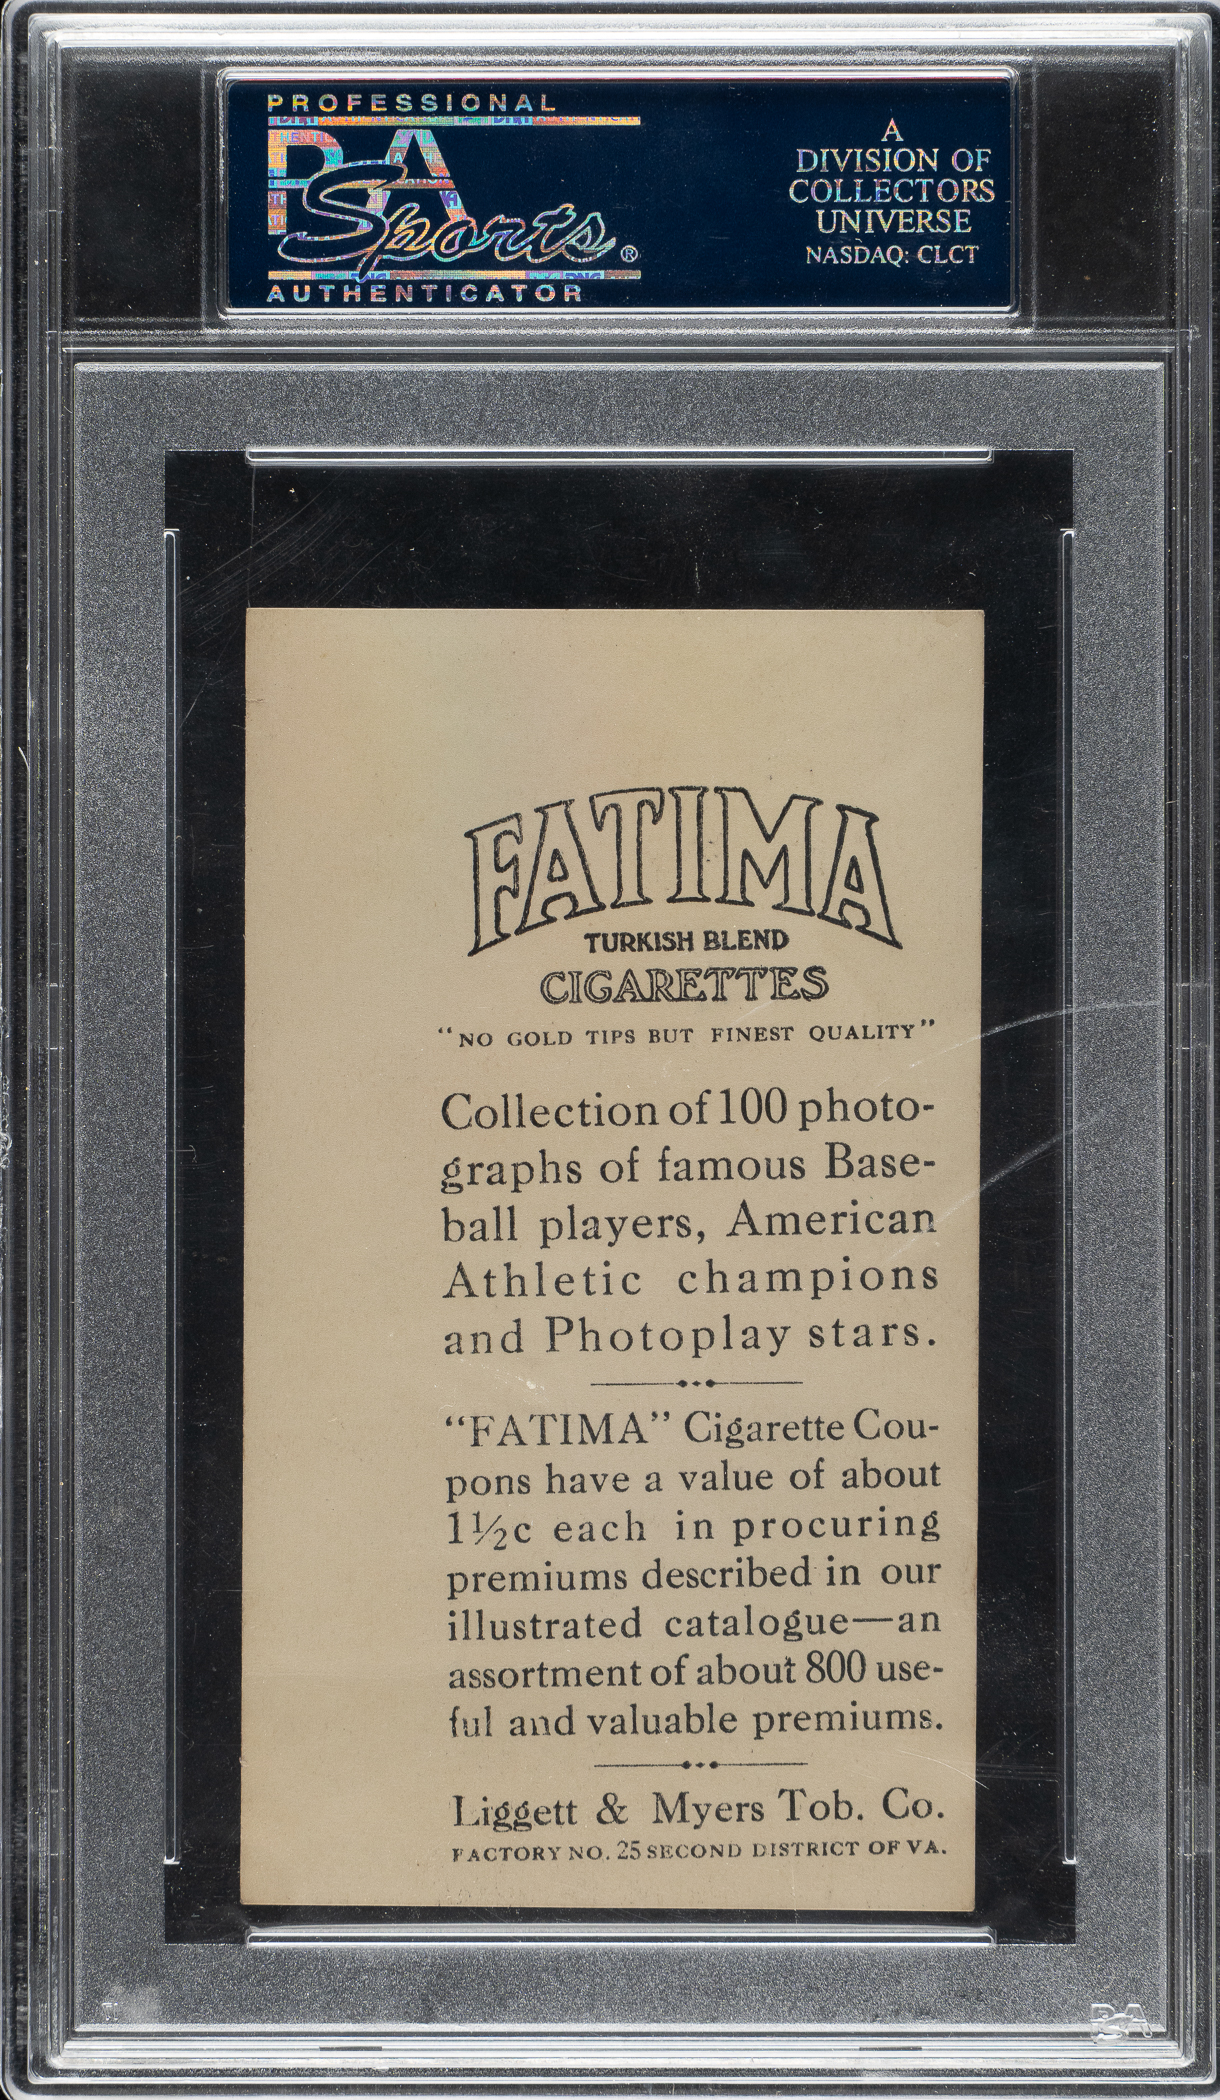 PROFESSIONAL
PSA
Sports®
AUTHENTICATOR
A
DIVISION OF
COLLECTORS
UNIVERSE
NASDAQ: CLCT
FATIMA
TURKISH BLEND
CIGARETTES
“NO GOLD TIPS BUT FINEST QUALITY”
Collection of 100 photo-
graphs of famous Base-
ball players, American
Athletic champions
and Photoplay stars.
“FATIMA” Cigarette Cou-
pons have a value of about
1½c each in procuring
premiums described in our
illustrated catalogue—an
assortment of about 800 use-
ful and valuable premiums.
Liggett & Myers Tob. Co.
FACTORY NO. 25 SECOND DISTRICT OF VA.
PSA